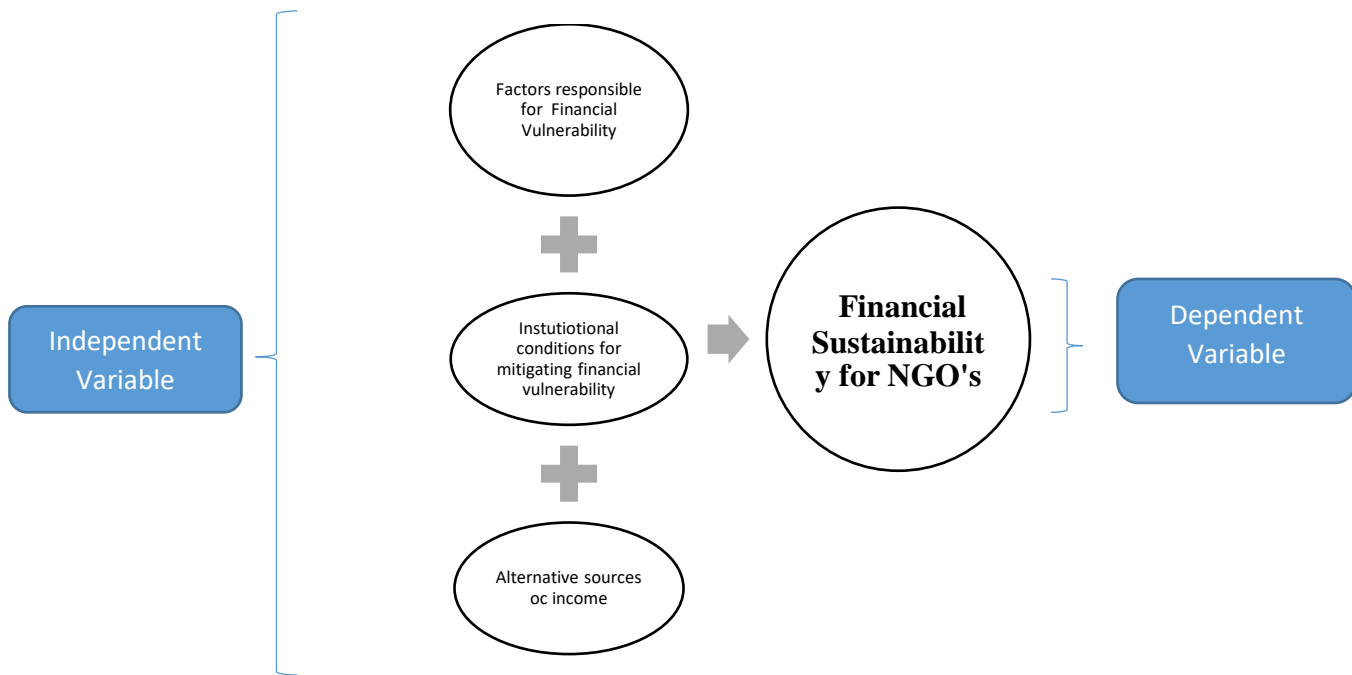 Factors responsible
for Financial
Vulnerability
Independent
Variable
Instutiotional
conditions for
mitigating financial
vulnerability
Financial
Sustainabilit
y for NGO's
Dependent
Variable
Alternative sources
oc income